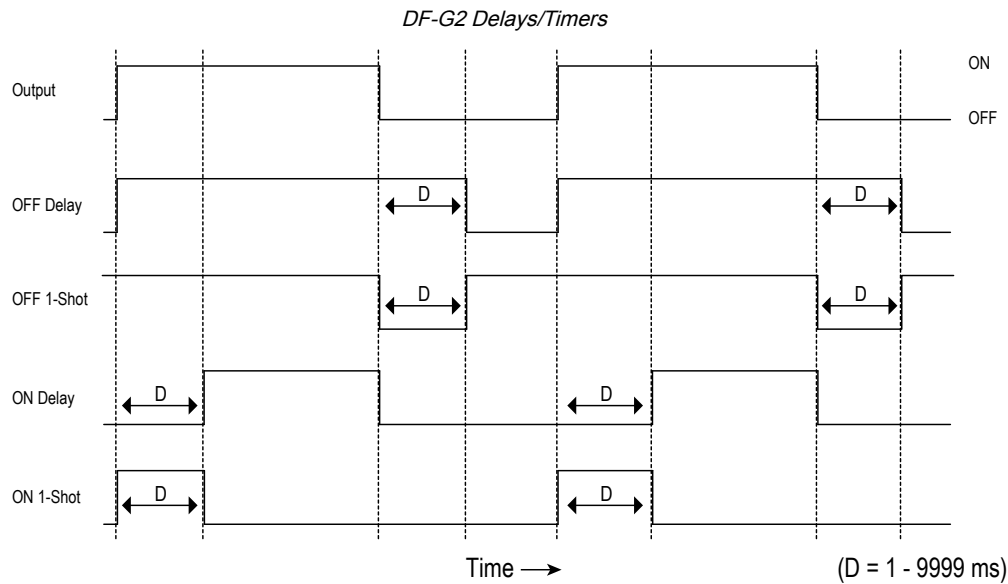 DF-G2 Delays/Timers
Output
ON
OFF
OFF Delay
D
D
OFF 1-Shot
D
D
ON Delay
D
D
ON 1-Shot
D
D
Time
(D = 1 - 9999 ms)